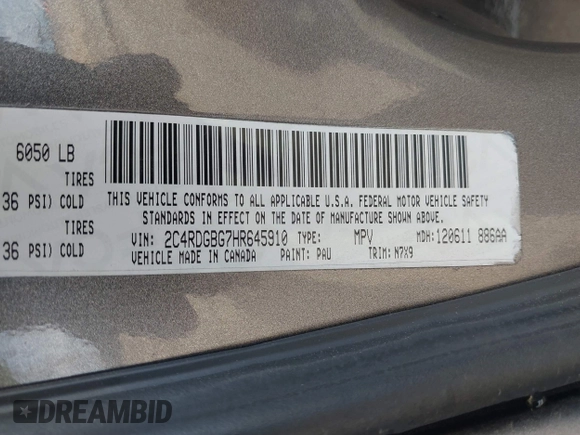 6050 LB
TIRES
36 PSI) COLD
TIRES
36 PSI) COLD
THIS VEHICLE CONFORMS TO ALL APPLICABLE U.S.A. FEDERAL MOTOR VEHICLE SAFETY
STANDARDS IN EFFECT ON THE DATE OF MANUFACTURE SHOWN ABOVE.
VIN: 2C4RDGBG7HR645910 TYPE: MPV MDH: 120611 886AA
VEHICLE MADE IN CANADA PAINT: PAU TRIM: N7X9
DREAMBID